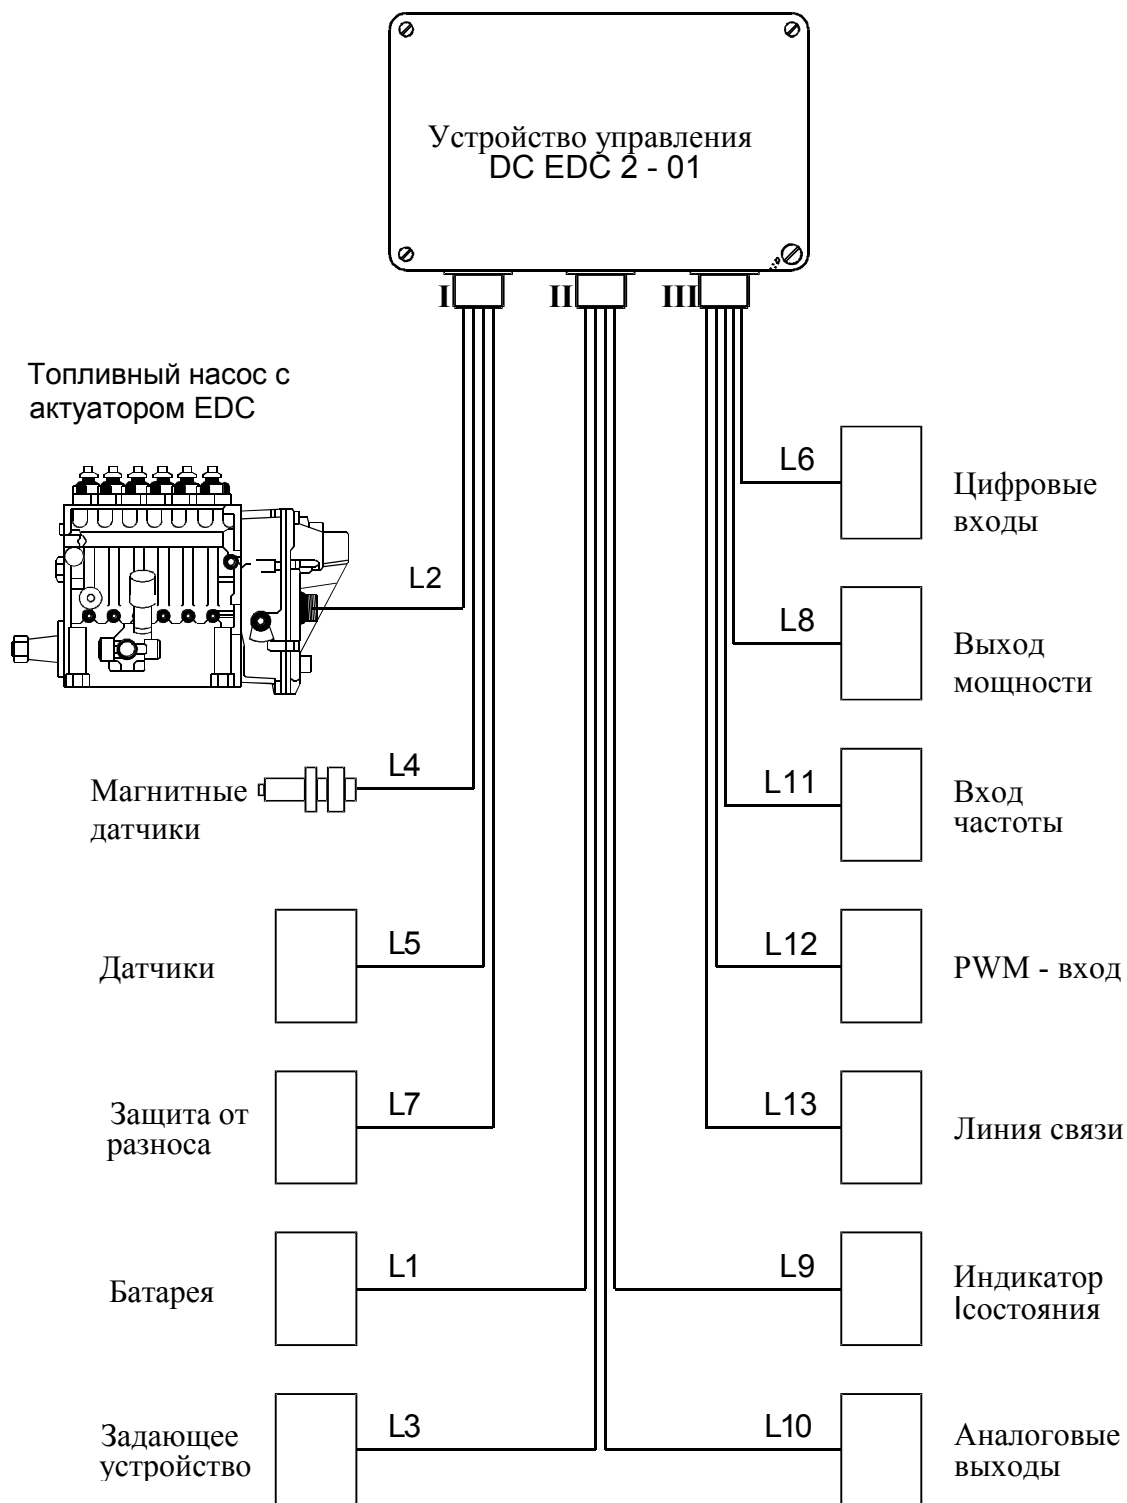 Устройство управления
DC EDC 2 - 01
I
II
III
Топливный насос с
актуатором EDC
L2
L6
Цифровые
входы
L8
Выход
мощности
L4
Магнитные
датчики
L11
Вход
частоты
L5
Датчики
L12
PWM - вход
L7
Защита от
разноса
L13
Линия связи
L1
Батарея
L9
Индикатор
lсостояния
L3
Задающее
устройство
L10
Аналоговые
выходы